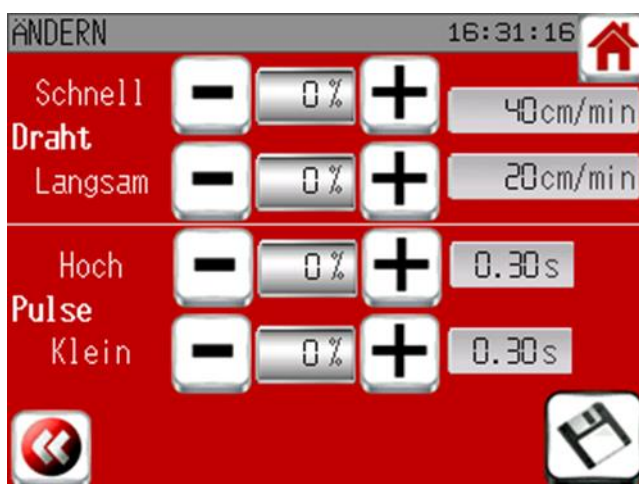 ÄNDERN 16:31:16
Schnell 0% 40cm/min
Draht
Langsam 0% 20cm/min
Hoch 0% 0.30s
Pulse
Klein 0% 0.30s